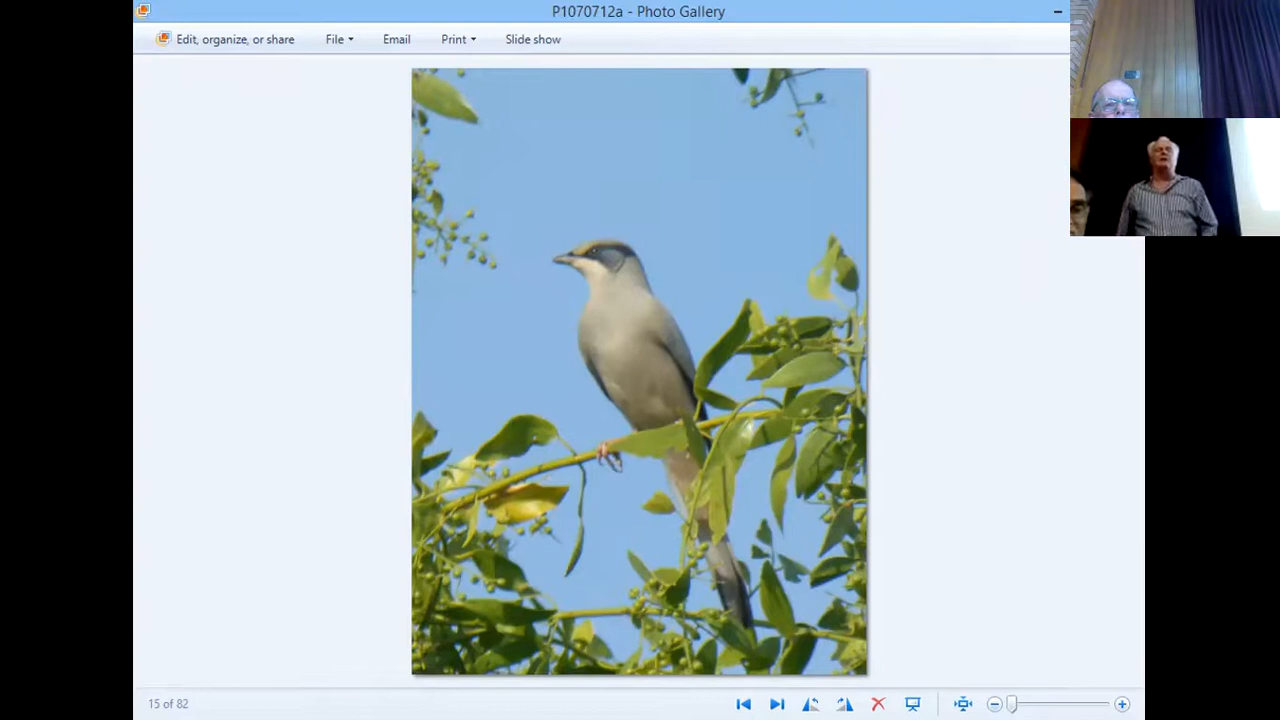 P1070712a - Photo Gallery
Edit, organize, or share File Email Print Slide show
15 of 82